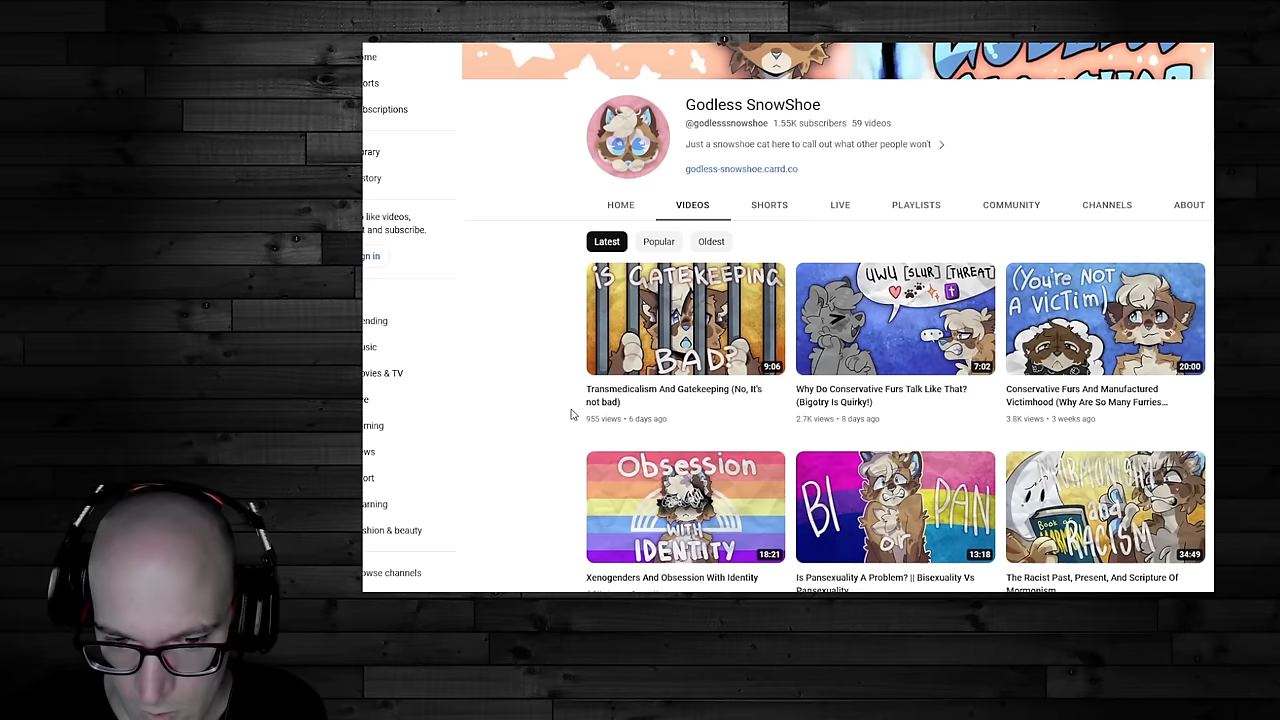 ome
orts
bscriptions
rary
story
like videos,
t and subscribe.
gn in
ending
usic
ovies & TV
ve
ming
ws
ort
arning
shion & beauty
owse channels
Godless SnowShoe
@godlesssnowshoe 1.55K subscribers 59 videos
Just a snowshoe cat here to call out what other people won't
godless-snowshoe.carrd.co
HOME VIDEOS SHORTS LIVE PLAYLISTS COMMUNITY CHANNELS ABOUT
Latest Popular Oldest
iS GATEKEEPING
BAD?
9:06
Transmedicalism And Gatekeeping (No, It's
not bad)
955 views • 6 days ago
UWU [SLUR] [THREAT]
7:02
Why Do Conservative Furs Talk Like That?
(Bigotry Is Quirky!)
2.7K views • 8 days ago
(You're NOT
A VICTiM)
20:00
Conservative Furs And Manufactured
Victimhood (Why Are So Many Furries...
3.8K views • 3 weeks ago
Obsession
WITH
IDENTITY
18:21
Xenogenders And Obsession With Identity
BI PAN
or
13:18
Is Pansexuality A Problem? || Bisexuality Vs
Pansexuality
MORMONISM
and
RACISM
Book
34:49
The Racist Past, Present, And Scripture Of
Mormonism